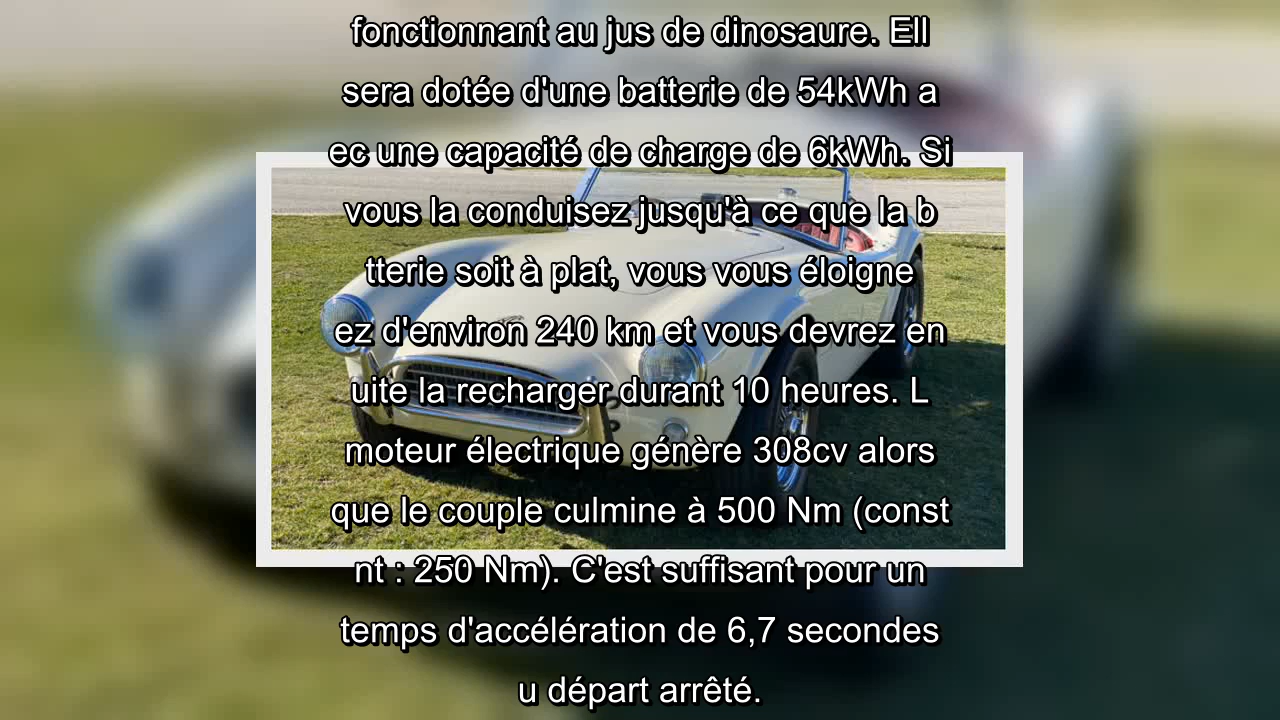 fonctionnant au jus de dinosaure. Ell
sera dotée d'une batterie de 54kWh a
ec une capacité de charge de 6kWh. Si
vous la conduisez jusqu'à ce que la b
tterie soit à plat, vous vous éloigne
ez d'environ 240 km et vous devrez en
uite la recharger durant 10 heures. L
moteur électrique génère 308cv alors
que le couple culmine à 500 Nm (const
nt : 250 Nm). C'est suffisant pour un
temps d'accélération de 6,7 secondes
u départ arrêté.